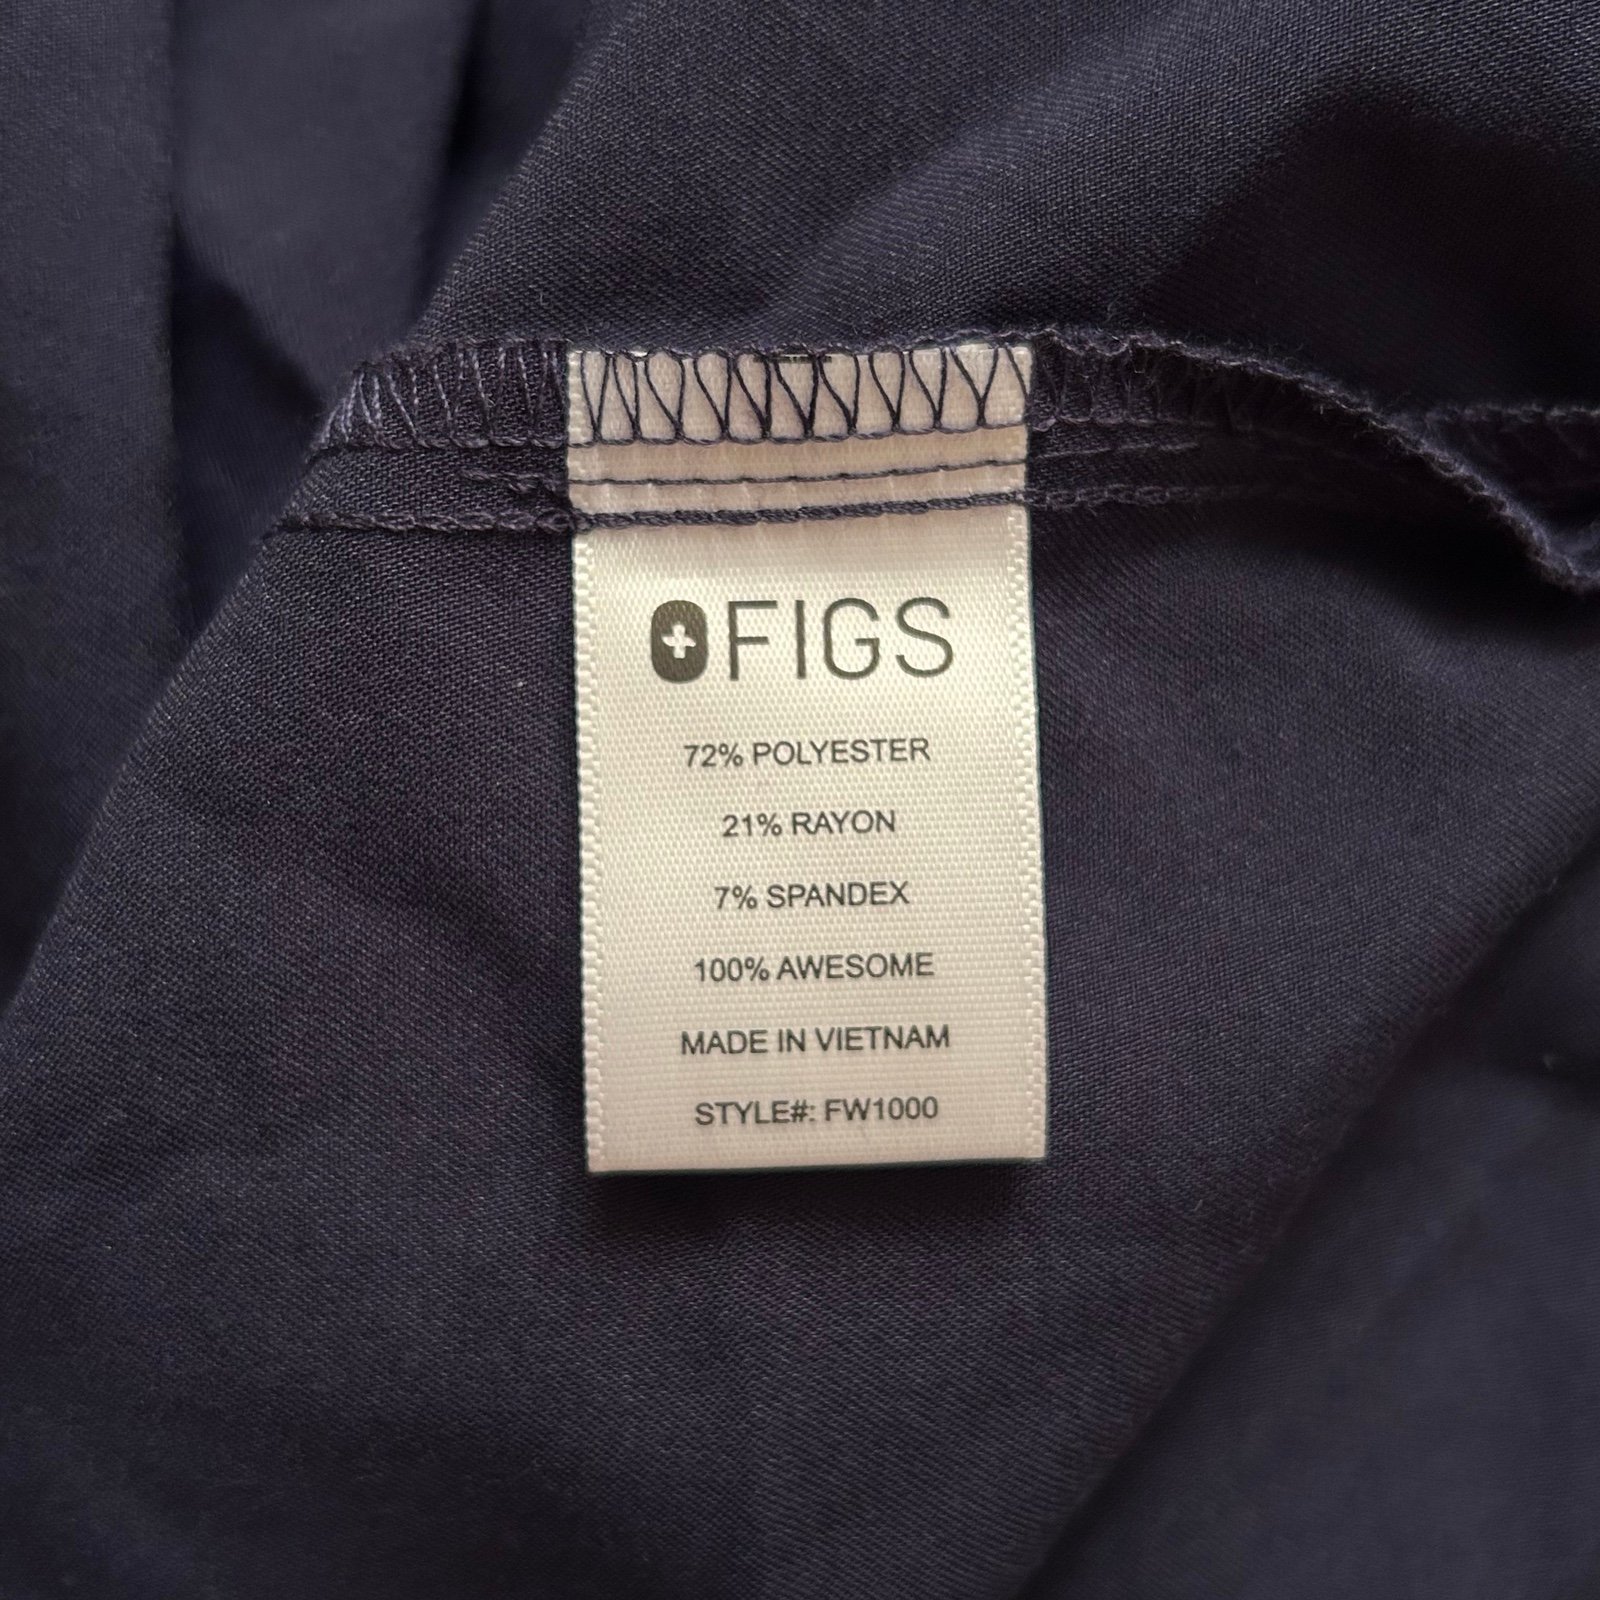 FIGS
72% POLYESTER
21% RAYON
7% SPANDEX
100% AWESOME
MADE IN VIETNAM
STYLE#: FW1000